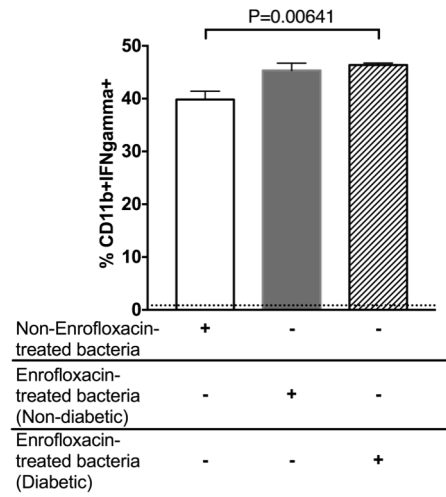 P=0.00641
50
40
30
20
10
0
% CD11b+IFNgamma+
Non-Enrofloxacin-
treated bacteria + - -
Enrofloxacin-
treated bacteria - + -
(Non-diabetic)
Enrofloxacin-
treated bacteria - - +
(Diabetic)